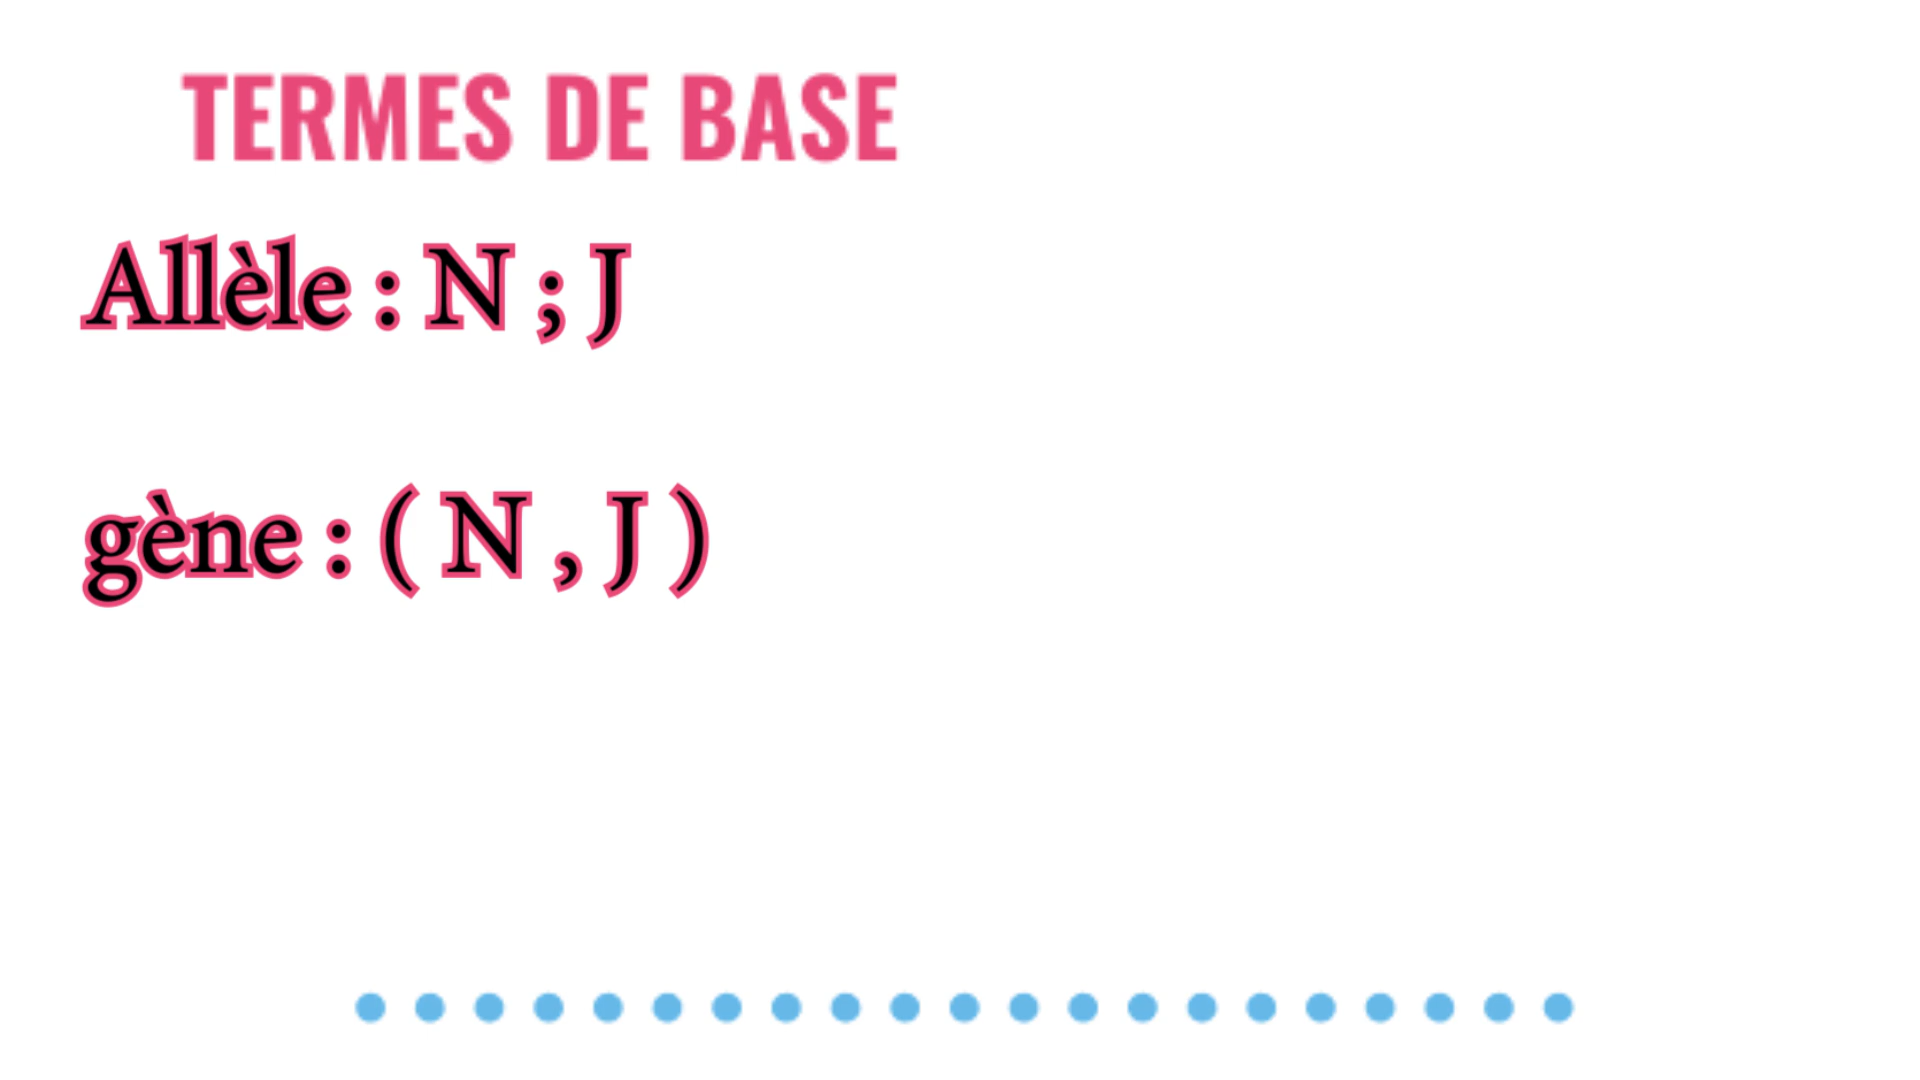 TERMES DE BASE
Allèle : N ; J
gène : ( N , J )